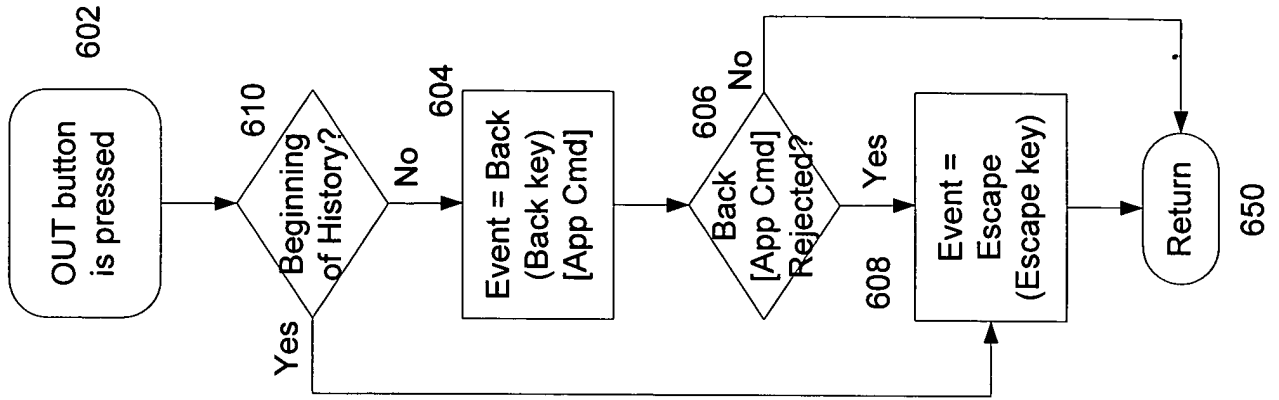 OUT button
is pressed
602
Beginning
of History?
610
Yes
No
Event = Back
(Back key)
[App Cmd]
604
Back
[App Cmd]
Rejected?
606
No
Yes
Event =
Escape
(Escape key)
608
Return
650